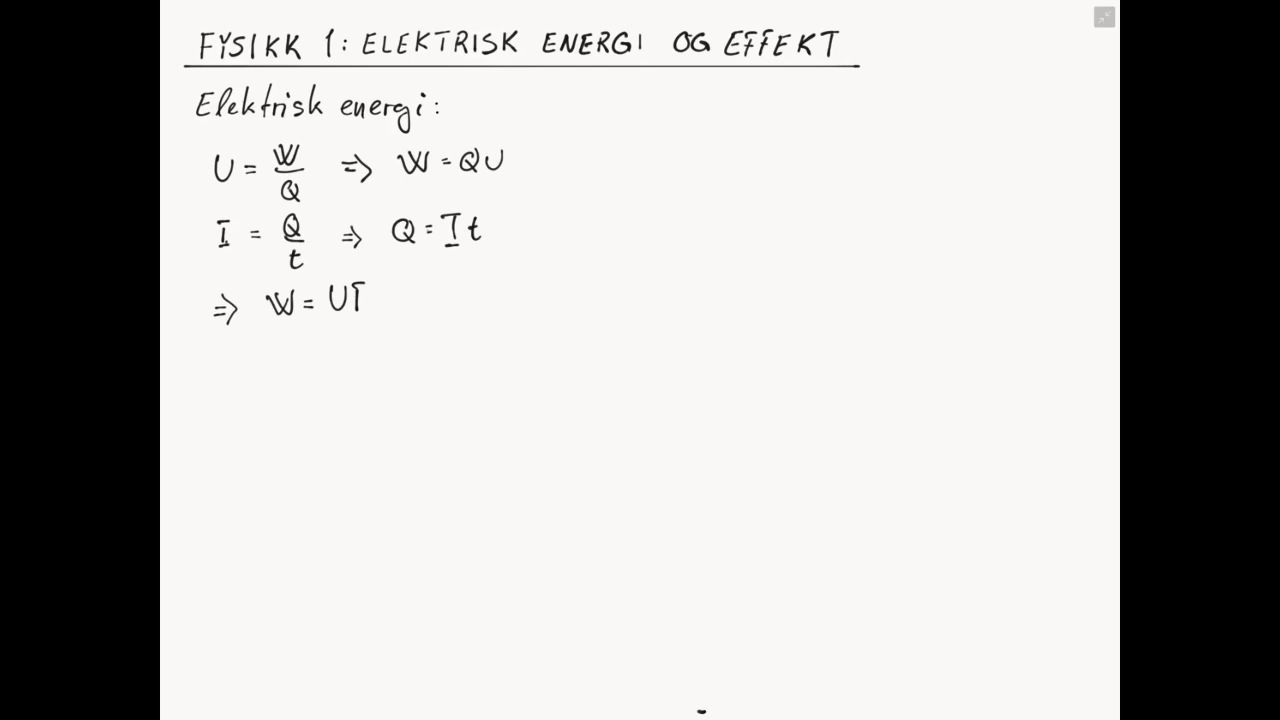 FYSIKK 1: ELEKTRISK ENERGI OG EFFEKT
Elektrisk energi:
U = W/Q ⇒ W = QU
I = Q/t ⇒ Q = It
⇒ W = UI